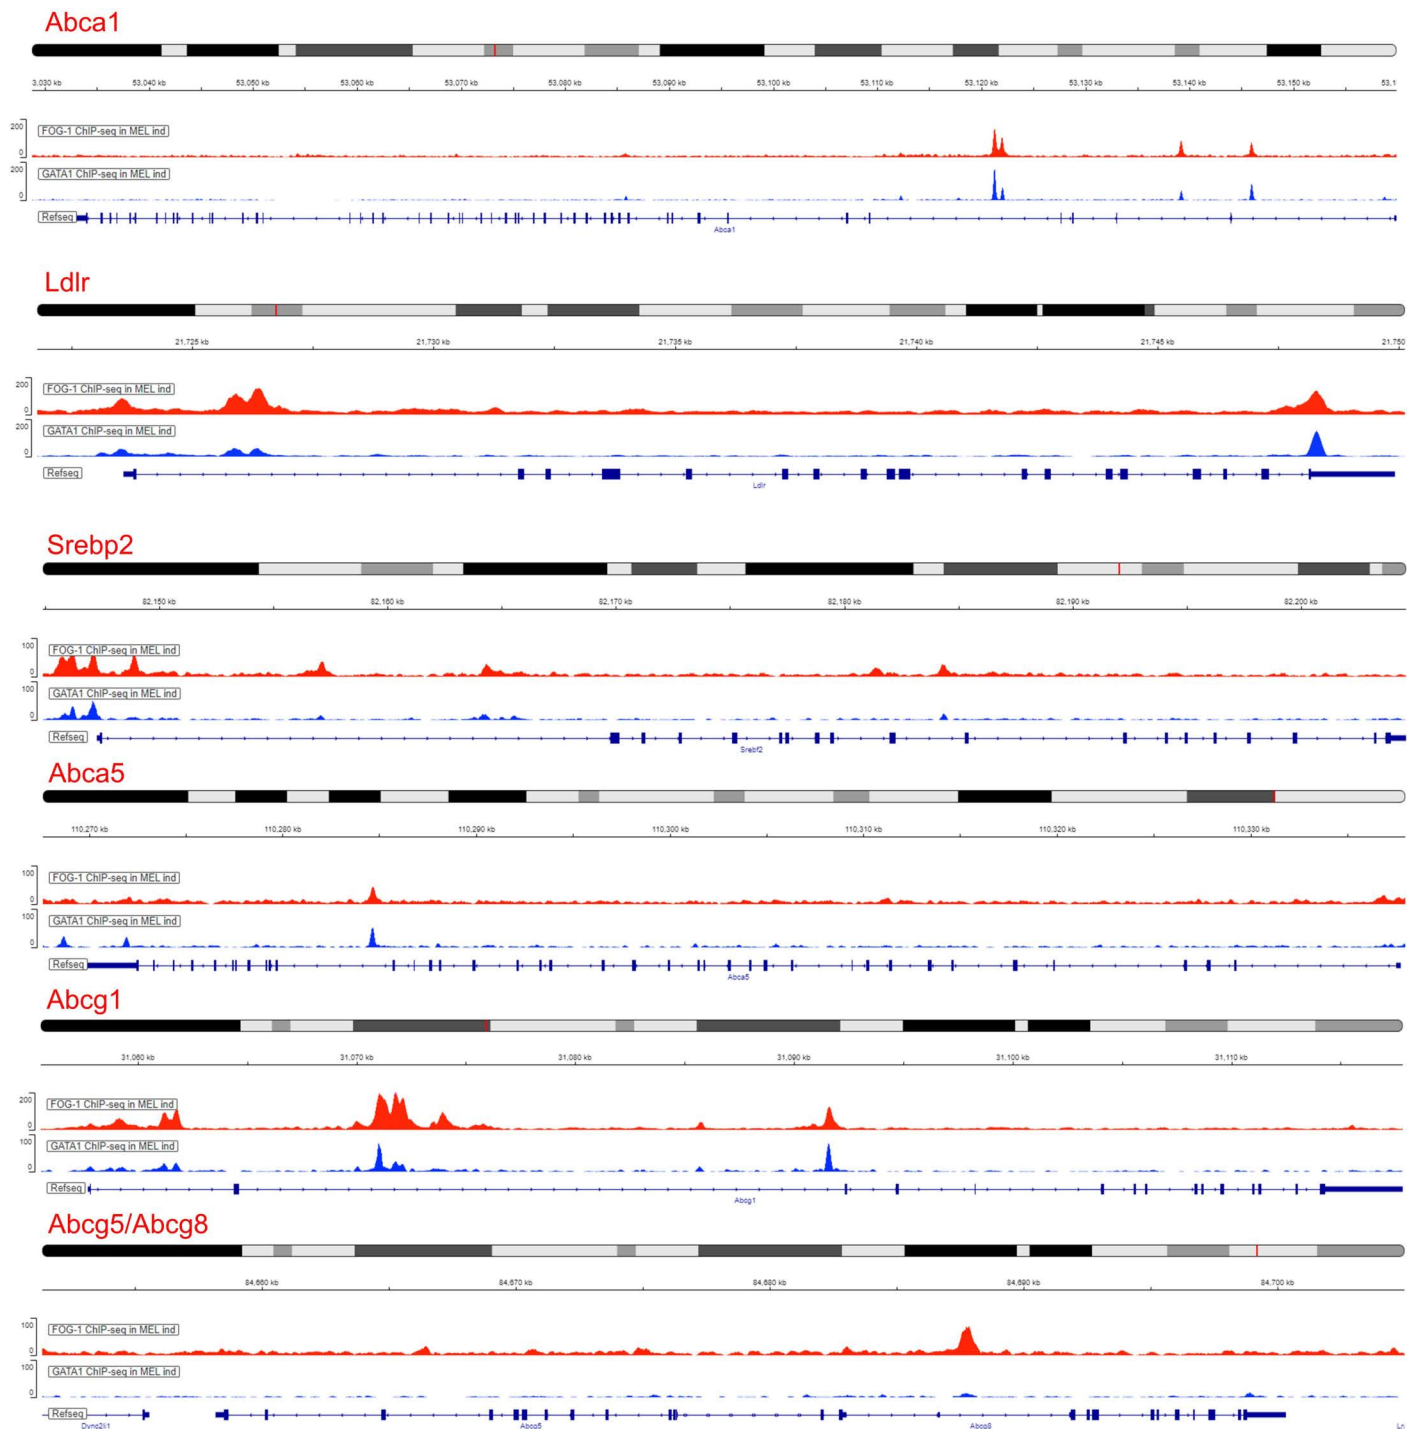 Abca1
3.030 kb 53,040 kb 53,050 kb 53,060 kb 53,070 kb 53,080 kb 53,090 kb 53,100 kb 53,110 kb 53,120 kb 53,130 kb 53,140 kb 53,150 kb 53,1
200 FOG-1 ChIP-seq in MEL ind
0
200 GATA1 ChIP-seq in MEL ind
0
Refseq
Abca1
Ldlr
21,725 kb 21,730 kb 21,735 kb 21,740 kb 21,745 kb 21,750
200 FOG-1 ChIP-seq in MEL ind
0
200 GATA1 ChIP-seq in MEL ind
0
Refseq
Ldlr
Srebp2
82,150 kb 82,160 kb 82,170 kb 82,180 kb 82,190 kb 82,200 kb
100 FOG-1 ChIP-seq in MEL ind
0
100 GATA1 ChIP-seq in MEL ind
0
Refseq
Srebf2
Abca5
110,270 kb 110,280 kb 110,290 kb 110,300 kb 110,310 kb 110,320 kb 110,330 kb
100 FOG-1 ChIP-seq in MEL ind
0
100 GATA1 ChIP-seq in MEL ind
0
Refseq
Abca5
Abcg1
31,060 kb 31,070 kb 31,080 kb 31,090 kb 31,100 kb 31,110 kb
200 FOG-1 ChIP-seq in MEL ind
0
100 GATA1 ChIP-seq in MEL ind
0
Refseq
Abcg1
Abcg5/Abcg8
84,660 kb 84,670 kb 84,680 kb 84,690 kb 84,700 kb
100 FOG-1 ChIP-seq in MEL ind
0
100 GATA1 ChIP-seq in MEL ind
0
Refseq
Dync2li1 Abcg5 Abcg8